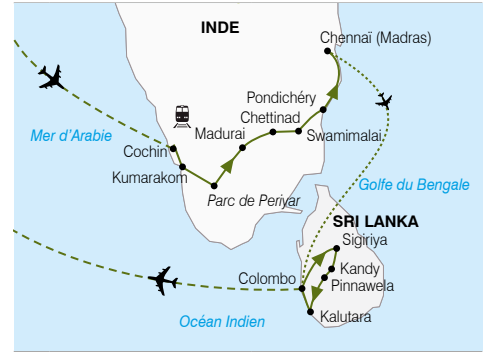 INDE
Chennaï (Madras)
Pondichéry
Chettinad
Mer d'Arabie
Madurai
Swamimalai
Cochin
Kumarakom
Parc de Periyar
Golfe du Bengale
SRI LANKA
Sigiriya
Colombo
Kandy
Pinnawela
Océan Indien
Kalutara